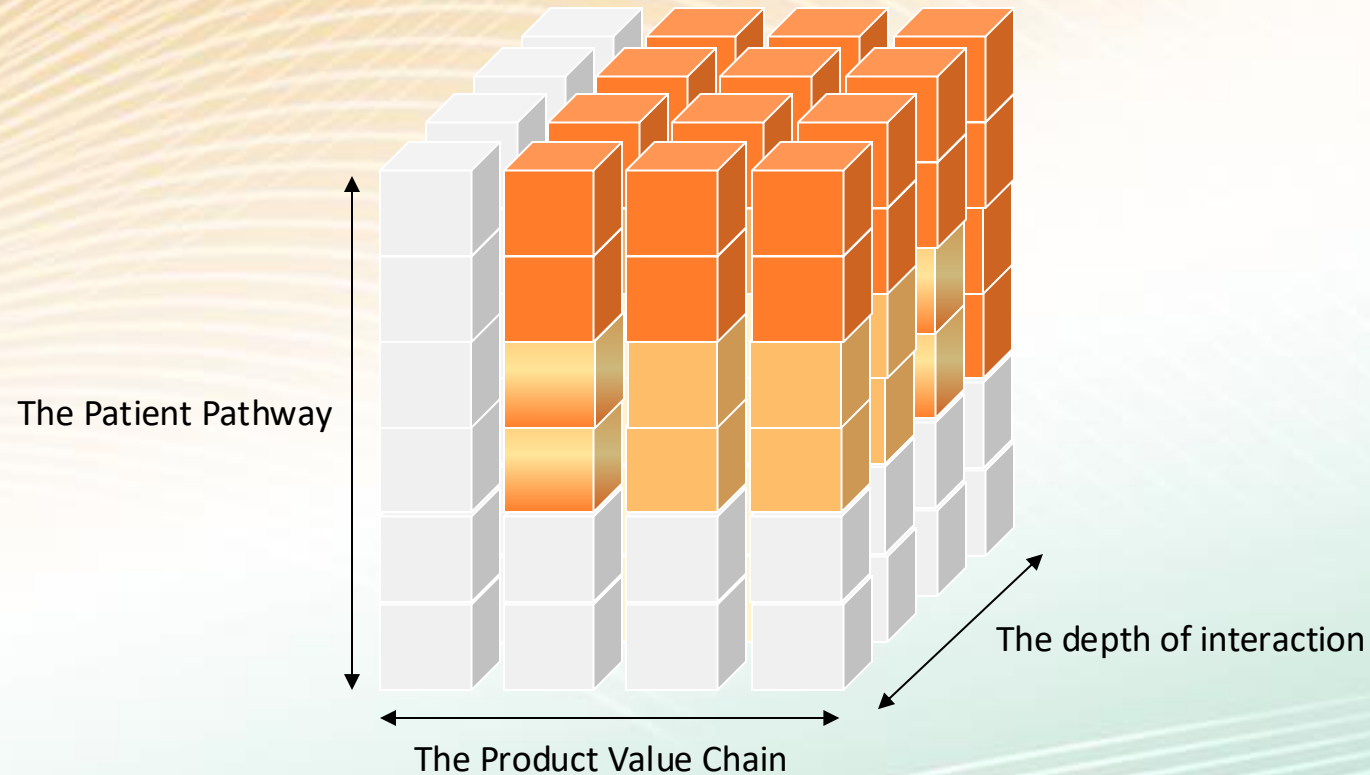 The Patient Pathway
The depth of interaction
The Product Value Chain